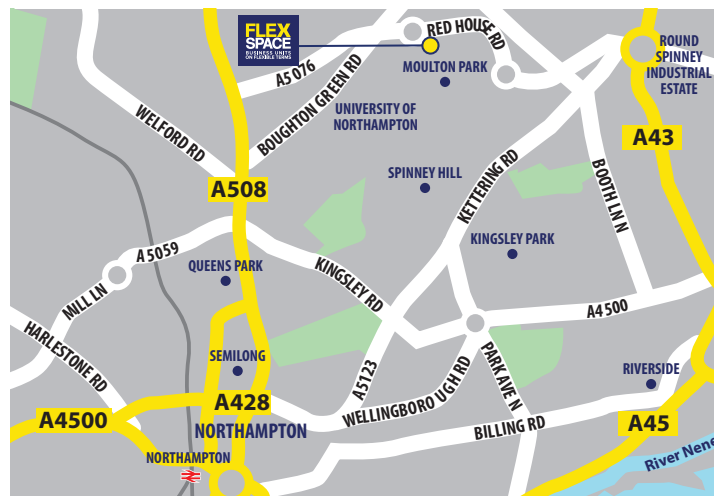 FLEX
SPACE
BUSINESS UNITS
ON FLEXIBLE TERMS
RED HOUSE RD
ROUND
SPINNEY
INDUSTRIAL
ESTATE
A5076
MOULTON PARK
BOUGHTON GREEN RD
UNIVERSITY OF
NORTHAMPTON
WELFORD RD
A43
SPINNEY HILL
KETTERING RD
BOOTH LN N
A508
KINGSLEY PARK
A5059
QUEENS PARK
KINGSLEY RD
MILL LN
A4500
HARLESTONE RD
SEMILONG
A5123
WELLINGBORO UGH RD
PARK AVE N
RIVERSIDE
A428
A4500
NORTHAMPTON
BILLING RD
A45
NORTHAMPTON
River Nene